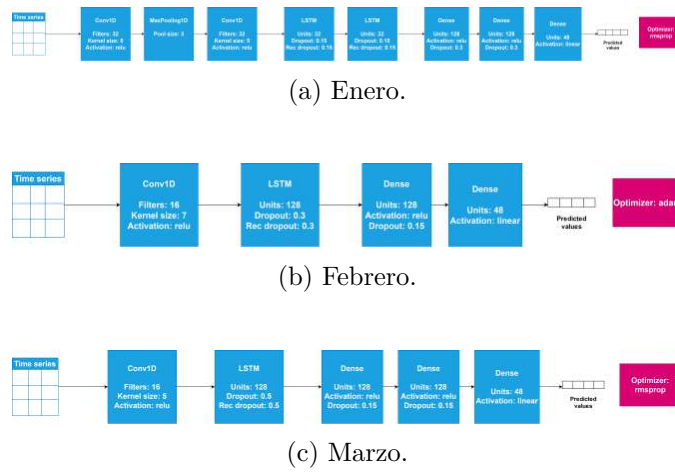 Time series
Conv1D
Filters: 32
Activation: relu
MaxPooling1D
Pool size: 3
Conv1D
Filters: 32
Activation: relu
LSTM
Units: 32
Dropout: 0.15
Rec dropout: 0.15
LSTM
Units: 32
Dropout: 0.15
Rec dropout: 0.15
Dense
Units: 128
Activation: relu
Dropout: 0.3
Dense
Units: 128
Activation: relu
Dropout: 0.3
Dense
Units: 48
Activation: linear
Predicted
values
Optimizer:
rmsprop
(a) Enero.
Time series
Conv1D
Filters: 16
Kernel size: 7
Activation: relu
LSTM
Units: 128
Dropout: 0.3
Rec dropout: 0.3
Dense
Units: 128
Activation: relu
Dropout: 0.15
Dense
Units: 48
Activation: linear
Predicted
values
Optimizer: adam
(b) Febrero.
Time series
Conv1D
Filters: 16
Kernel size: 5
Activation: relu
LSTM
Units: 128
Dropout: 0.5
Rec dropout: 0.5
Dense
Units: 128
Activation: relu
Dropout: 0.15
Dense
Units: 128
Activation: relu
Dropout: 0.15
Dense
Units: 48
Activation: linear
Predicted
values
Optimizer:
rmsprop
(c) Marzo.